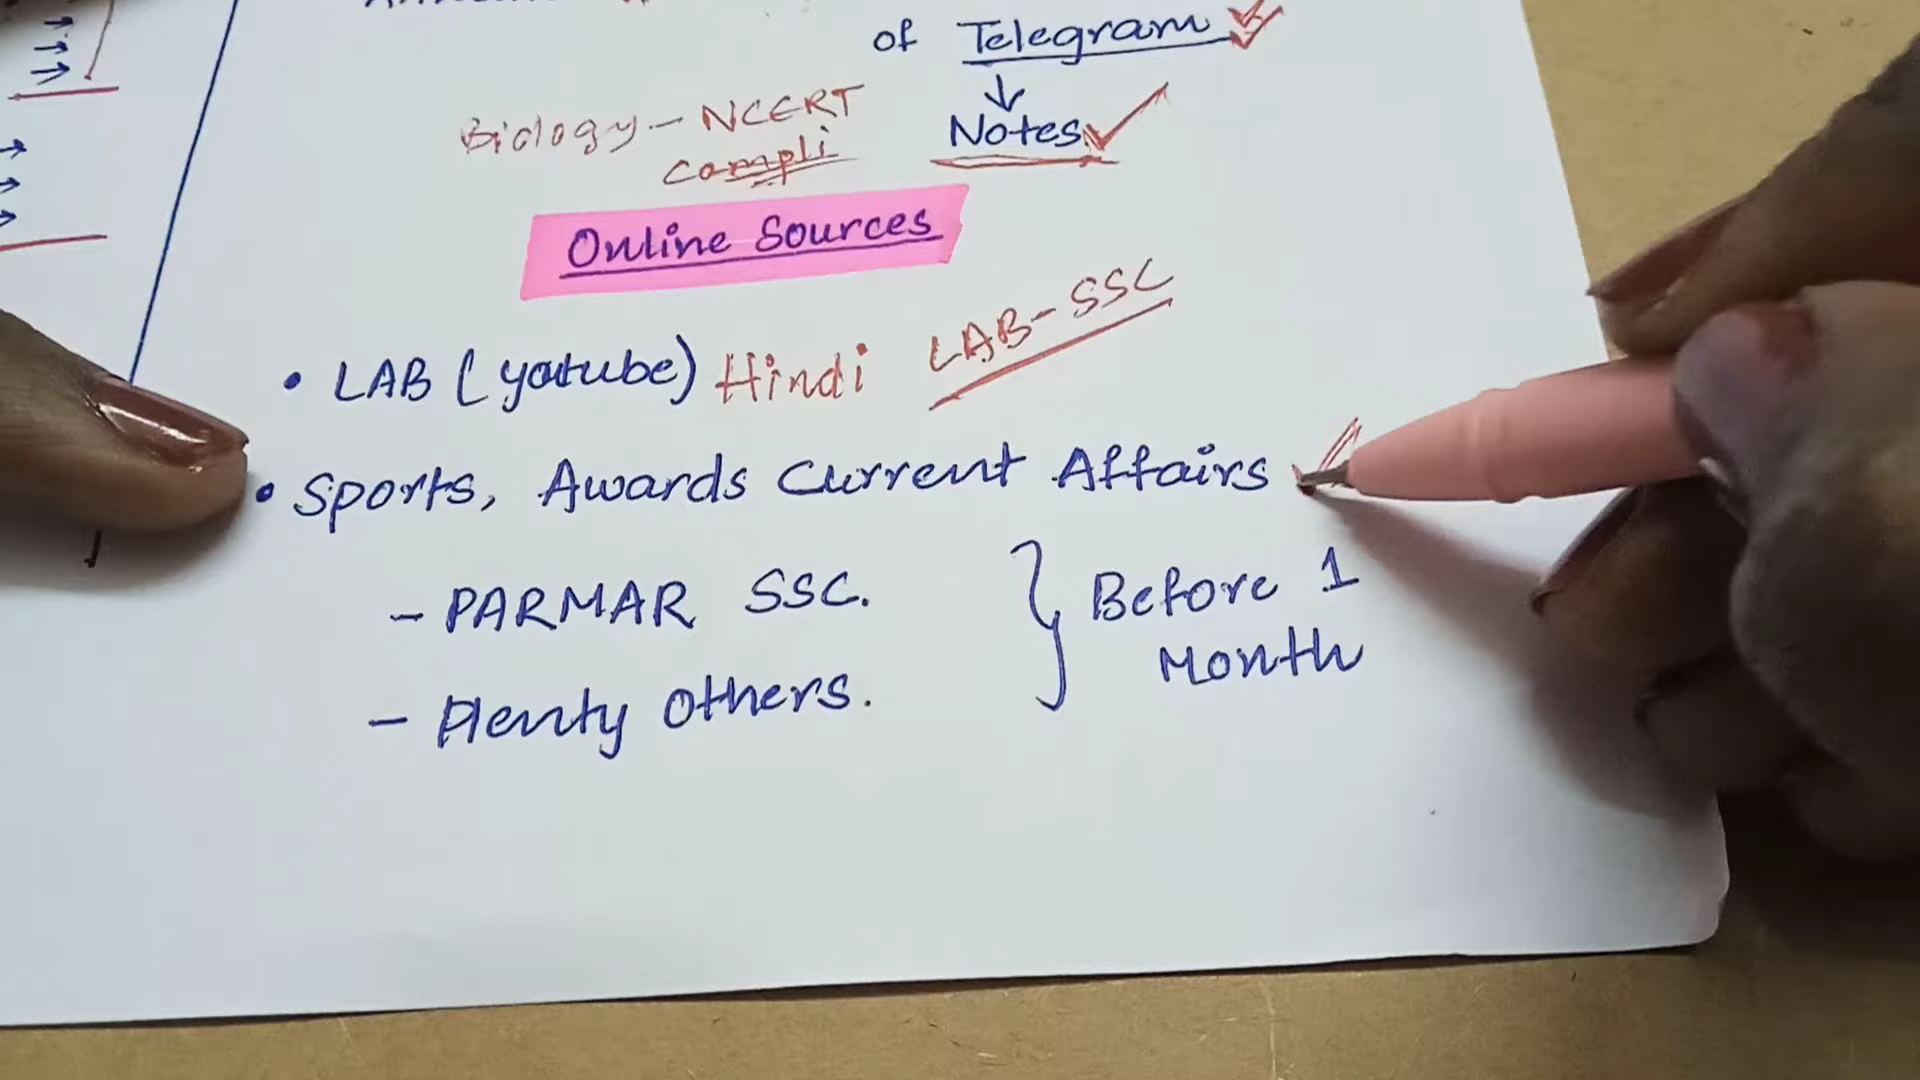 of Telegram
↓
Biology - NCERT
Compli
Notes
Online Sources
• LAB (yotube) Hindi LAB-SSC
• Sports, Awards Current Affairs
- PARMAR SSC.
- Plenty Others.
} Before 1
Month